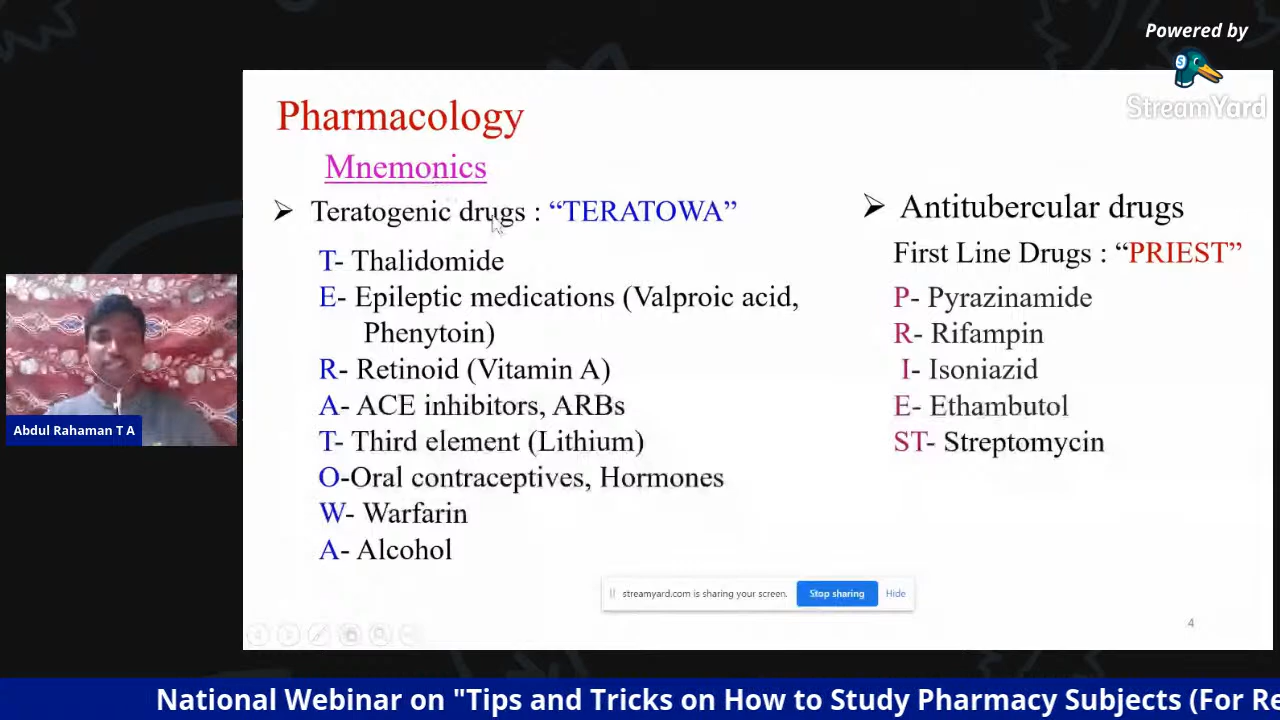 Powered by
StreamYard
Pharmacology
Mnemonics
➢ Teratogenic drugs : “TERATOWA”
T- Thalidomide
E- Epileptic medications (Valproic acid,
Phenytoin)
R- Retinoid (Vitamin A)
A- ACE inhibitors, ARBs
T- Third element (Lithium)
O-Oral contraceptives, Hormones
W- Warfarin
A- Alcohol
➢ Antitubercular drugs
First Line Drugs : “PRIEST”
P- Pyrazinamide
R- Rifampin
I- Isoniazid
E- Ethambutol
ST- Streptomycin
Abdul Rahaman T A
streamyard.com is sharing your screen. Stop sharing Hide
4
National Webinar on "Tips and Tricks on How to Study Pharmacy Subjects (For Re